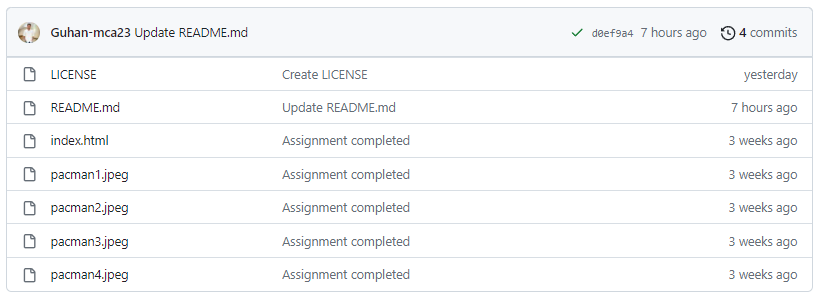 Guhan-mca23 Update README.md d0ef9a4 7 hours ago 4 commits
LICENSE Create LICENSE yesterday
README.md Update README.md 7 hours ago
index.html Assignment completed 3 weeks ago
pacman1.jpeg Assignment completed 3 weeks ago
pacman2.jpeg Assignment completed 3 weeks ago
pacman3.jpeg Assignment completed 3 weeks ago
pacman4.jpeg Assignment completed 3 weeks ago